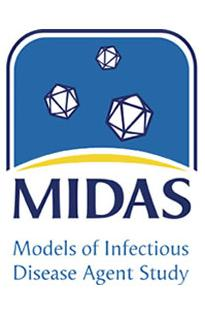 MIDAS
Models of Infectious
Disease Agent Study